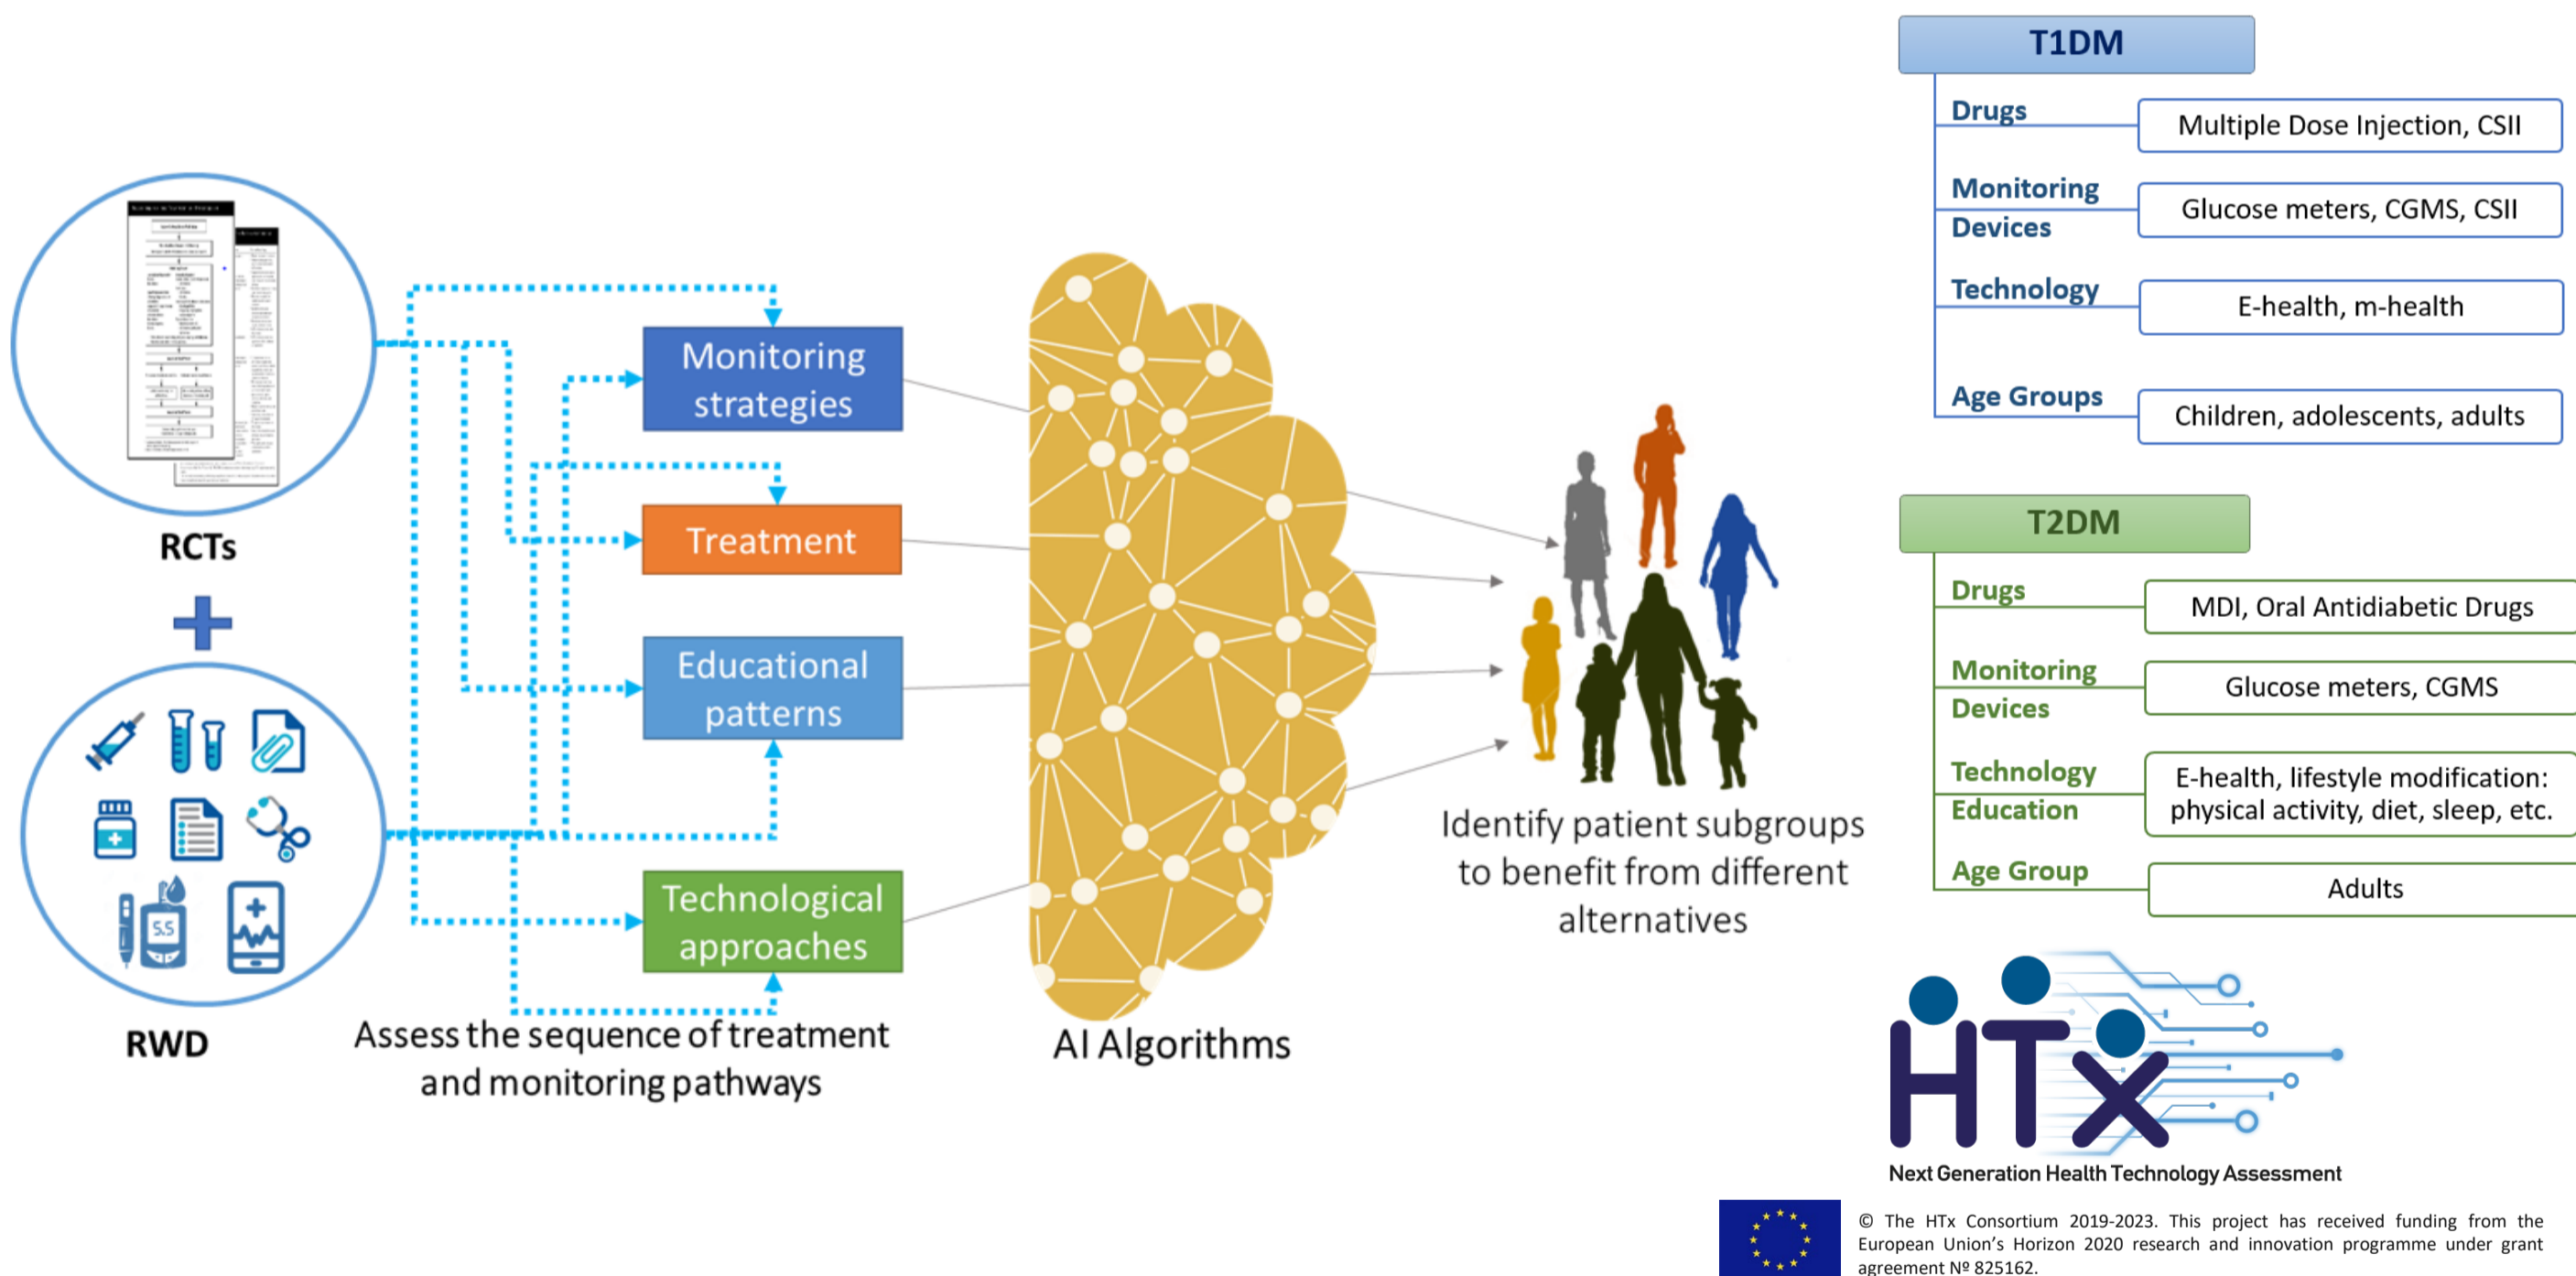 RCTs
RWD
5.5
Monitoring
strategies
Treatment
Educational
patterns
Technological
approaches
Assess the sequence of treatment
and monitoring pathways
AI Algorithms
Identify patient subgroups
to benefit from different
alternatives
T1DM
Drugs
Multiple Dose Injection, CSII
Monitoring
Devices
Glucose meters, CGMS, CSII
Technology
E-health, m-health
Age Groups
Children, adolescents, adults
T2DM
Drugs
MDI, Oral Antidiabetic Drugs
Monitoring
Devices
Glucose meters, CGMS
Technology
Education
E-health, lifestyle modification:
physical activity, diet, sleep, etc.
Age Group
Adults
HTx
Next Generation Health Technology Assessment
© The HTx Consortium 2019-2023. This project has received funding from the
European Union's Horizon 2020 research and innovation programme under grant
agreement Nº 825162.